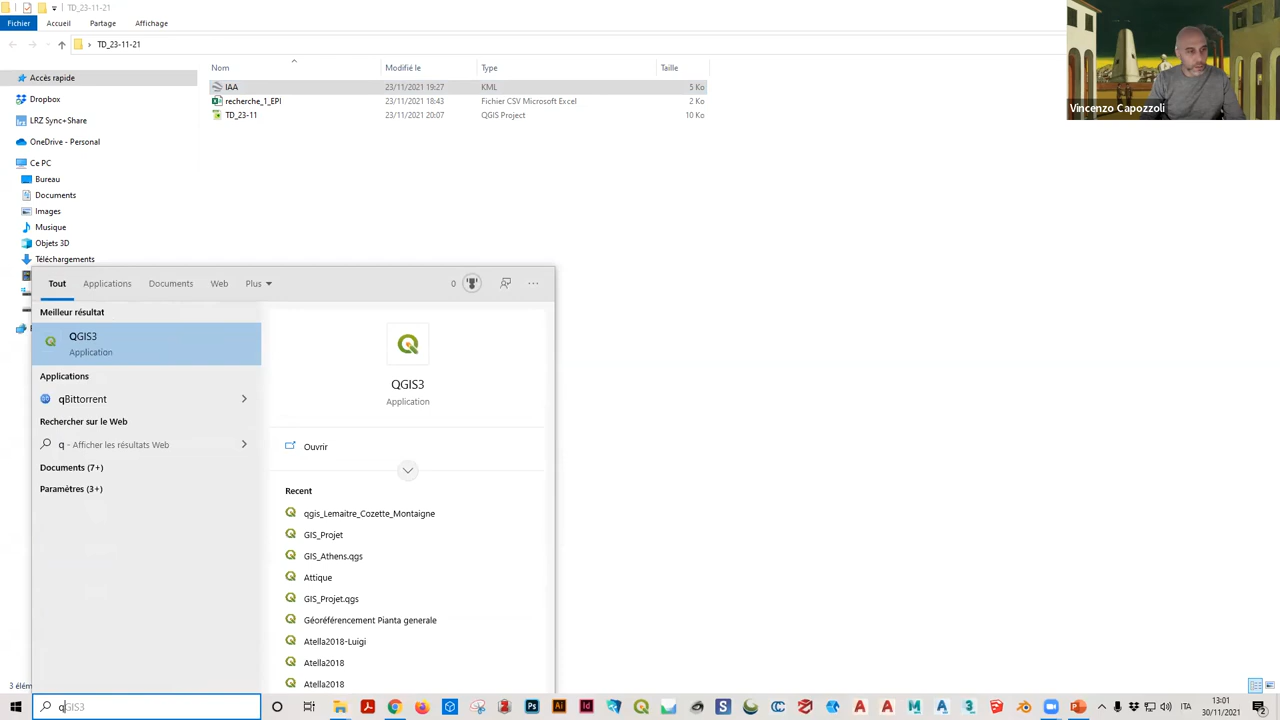 TD_23-11-21
Fichier Accueil Partage Affichage
TD_23-11-21
Nom Modifié le Type Taille
Accès rapide
IAA 23/11/2021 19:27 KML 5 Ko
recherche_1_EPI 23/11/2021 18:43 Fichier CSV Microsoft Excel 2 Ko
TD_23-11 23/11/2021 20:07 QGIS Project 10 Ko
Vincenzo Capozzoli
Dropbox
LRZ Sync+Share
OneDrive - Personal
Ce PC
Bureau
Documents
Images
Musique
Objets 3D
Téléchargements
Tout Applications Documents Web Plus 0
Meilleur résultat
QGIS3
Application
Applications
qBittorrent
Rechercher sur le Web
q - Afficher les résultats Web
Documents (7+)
Paramètres (3+)
QGIS3
Application
Ouvrir
Recent
qgis_Lemaitre_Cozette_Montaigne
GIS_Projet
GIS_Athens.qgs
Attique
GIS_Projet.qgs
Géoréférencement Pianta generale
Atella2018-Luigi
Atella2018
Atella2018
3 élém
qGIS3
ITA
13:01
30/11/2021
2